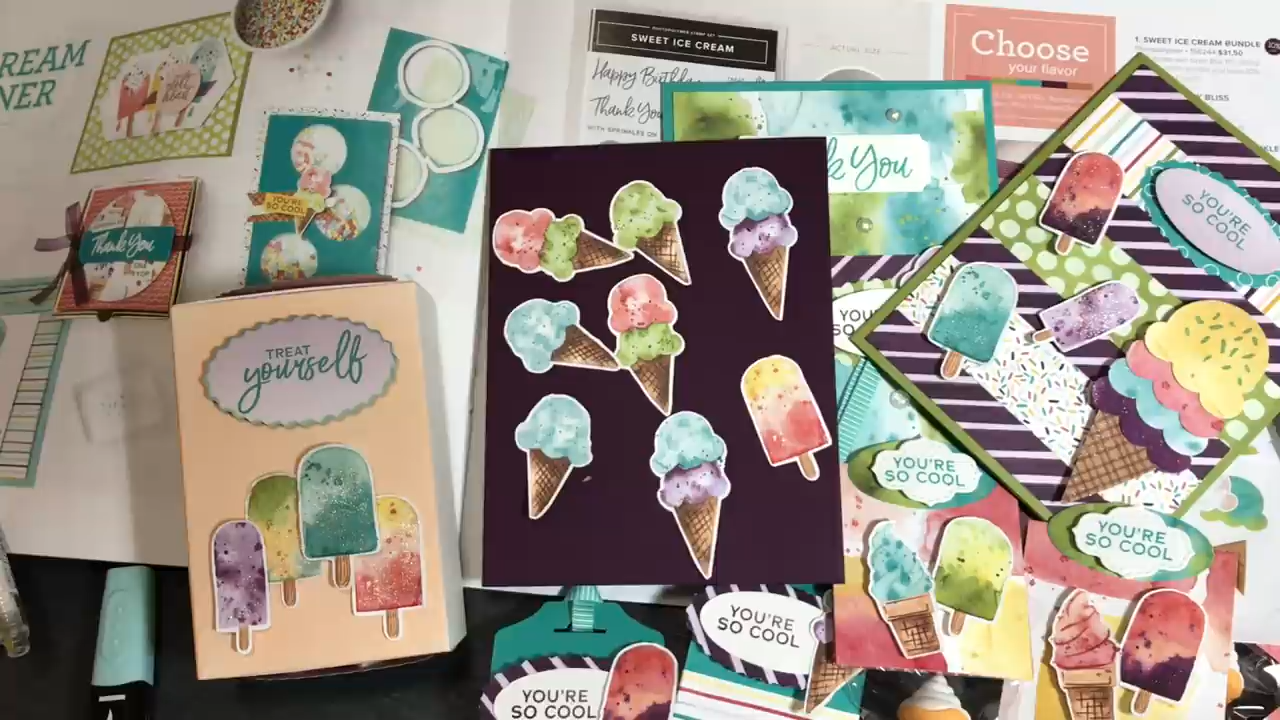 SWEET ICE CREAM
Happy Birthday
Thank You
WITH SPRINKLES ON
ACTUAL SIZE
Choose
your flavor
1. SWEET ICE CREAM BUNDLE
BLISS
REAM
NER
Thank You
YOU'RE
SO COOL
k You
YOU'RE
SO COOL
TREAT
yourself
YOU'RE
SO COOL
YOU'RE
SO COOL
YOU'RE
SO COOL
YOU'RE
SO COOL